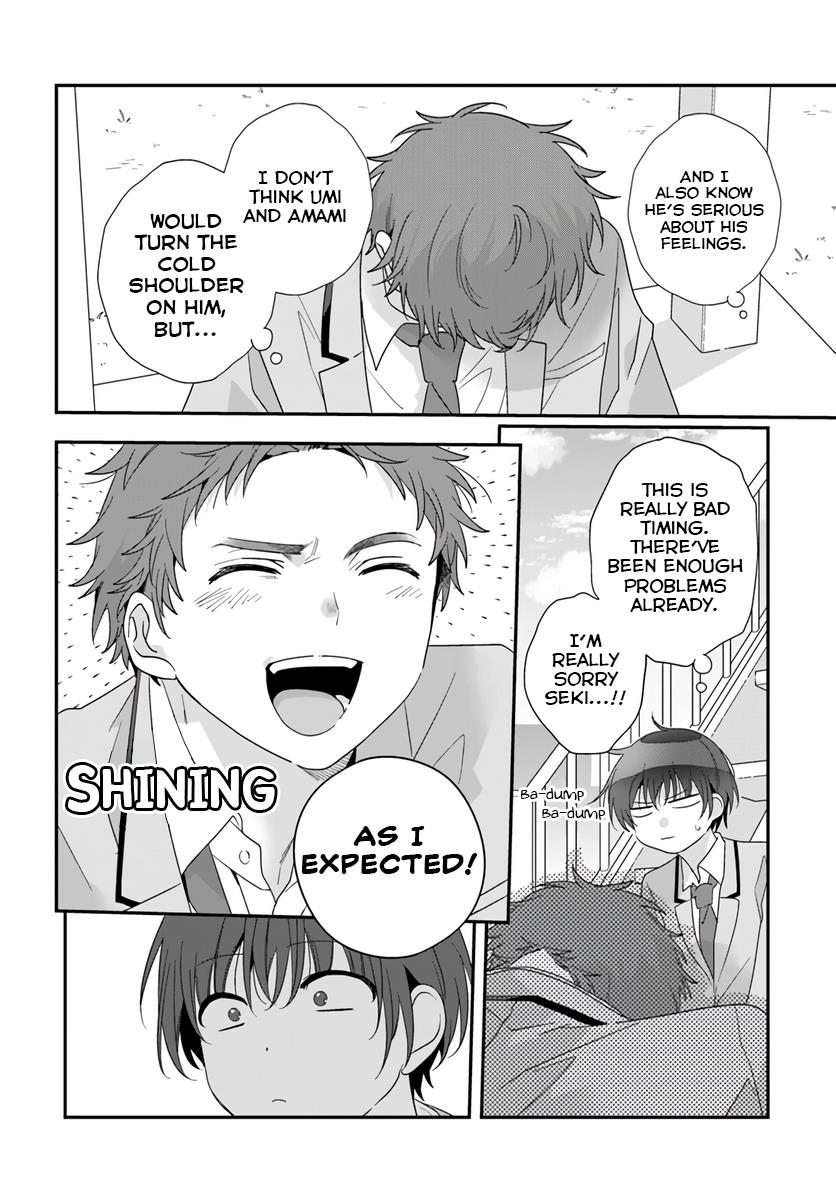 AND I
ALSO KNOW
HE'S SERIOUS
ABOUT HIS
FEELINGS.
I DON'T
THINK UMI
AND AMAMI
WOULD
TURN THE
COLD
SHOULDER
ON HIM,
BUT...
THIS IS
REALLY BAD
TIMING.
THERE'VE
BEEN ENOUGH
PROBLEMS
ALREADY.
I'M
REALLY
SORRY
SEKI...!!
Ba-dump
Ba-dump
SHINING
AS I
EXPECTED!